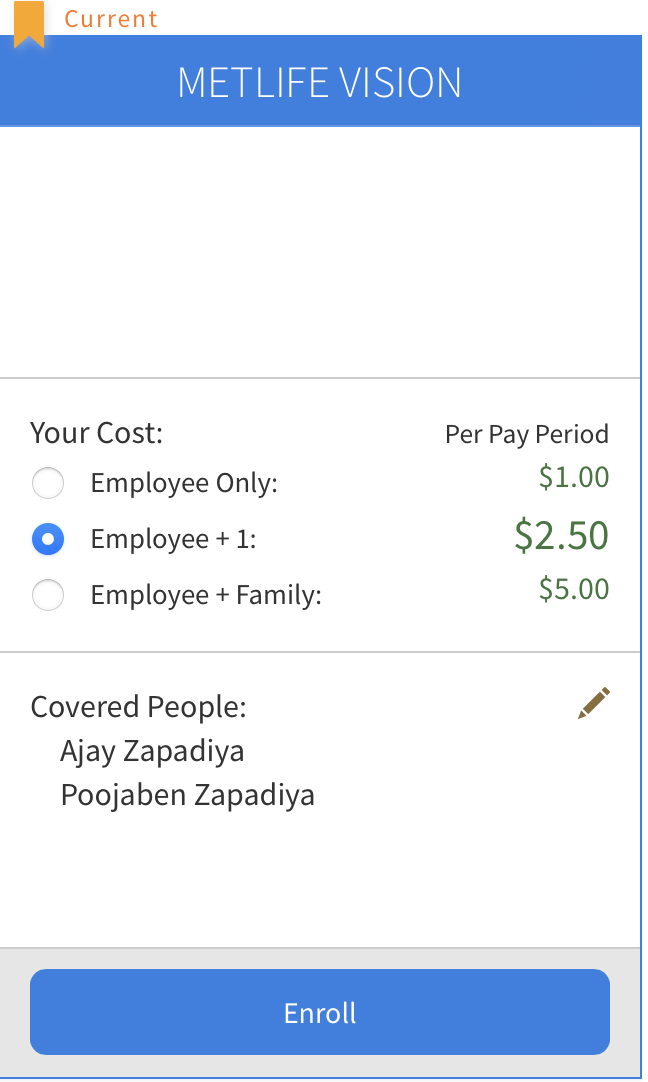 Current
METLIFE VISION
Your Cost: Per Pay Period
Employee Only: $1.00
Employee + 1: $2.50
Employee + Family: $5.00
Covered People:
Ajay Zapadiya
Poojaben Zapadiya
Enroll